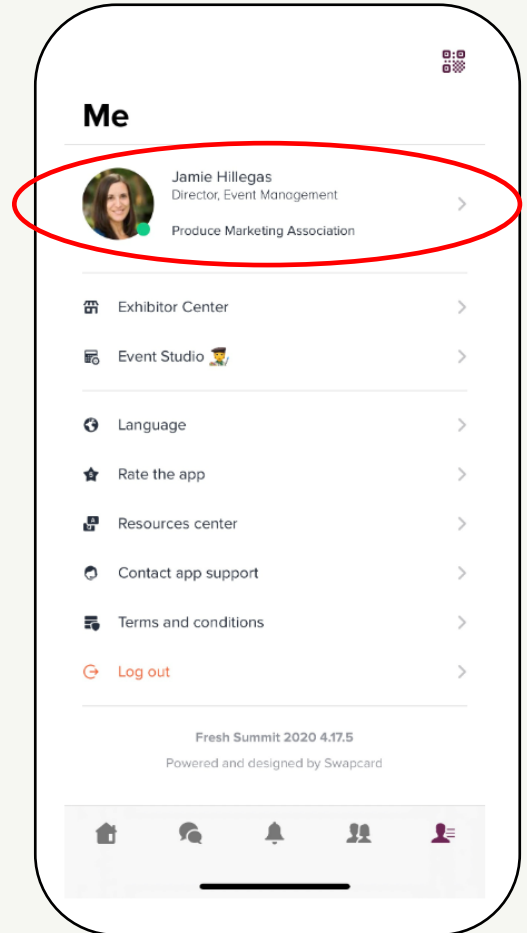 Me
Jamie Hillegas
Director, Event Management
Produce Marketing Association
Exhibitor Center
Event Studio 👨‍🎨
Language
Rate the app
Resources center
Contact app support
Terms and conditions
Log out
Fresh Summit 2020 4.17.5
Powered and designed by Swapcard